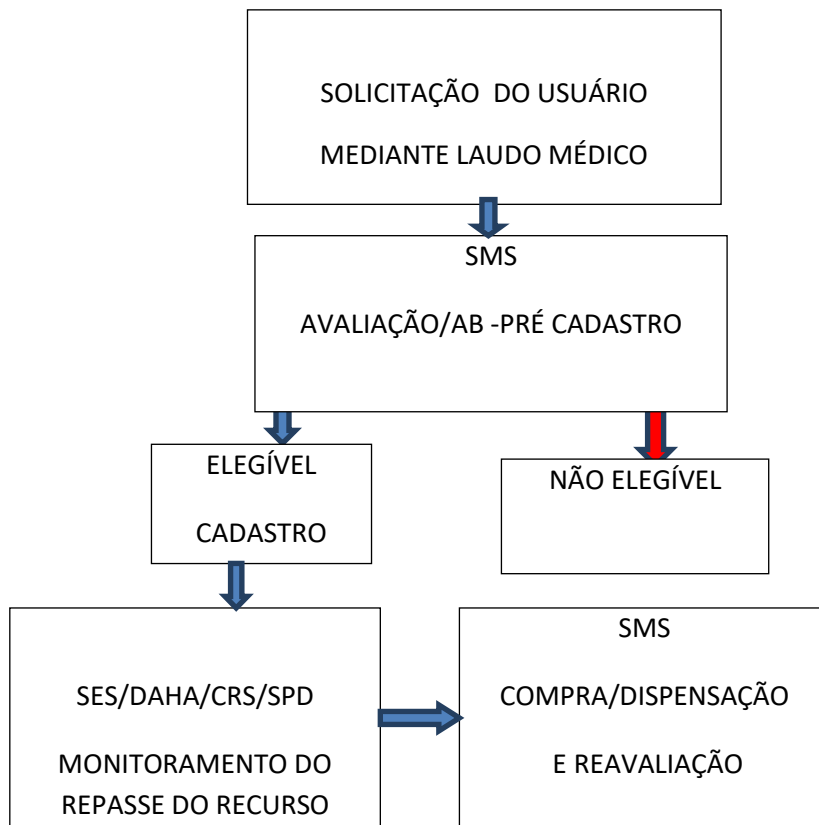 SOLICITAÇÃO DO USUÁRIO
MEDIANTE LAUDO MÉDICO
SMS
AVALIAÇÃO/AB -PRÉ CADASTRO
ELEGÍVEL
CADASTRO
NÃO ELEGÍVEL
SES/DAHA/CRS/SPD
MONITORAMENTO DO
REPASSE DO RECURSO
SMS
COMPRA/DISPENSAÇÃO
E REAVALIAÇÃO